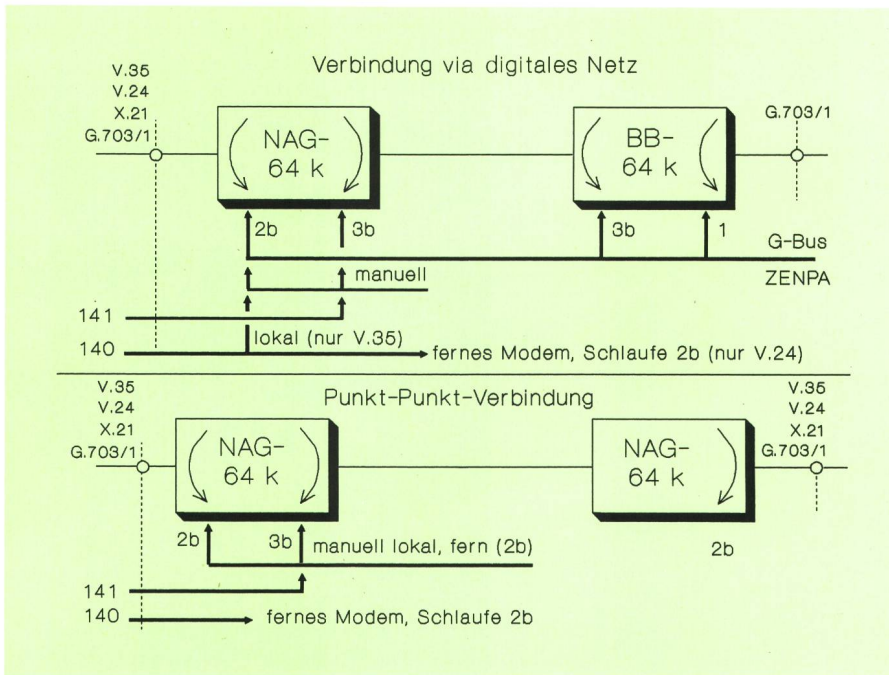 Verbindung via digitales Netz
V.35
V.24
X.21
G.703/1
NAG-
64 k
BB-
64 k
G.703/1
2b
3b
3b
1
G-Bus
ZENPA
manuell
141
lokal (nur V.35)
140
fernes Modem, Schlaufe 2b (nur V.24)
Punkt-Punkt-Verbindung
V.35
V.24
X.21
G.703/1
NAG-
64 k
NAG-
64 k
V.35
V.24
X.21
G.703/1
2b
3b
manuell lokal, fern (2b)
2b
141
140
fernes Modem, Schlaufe 2b